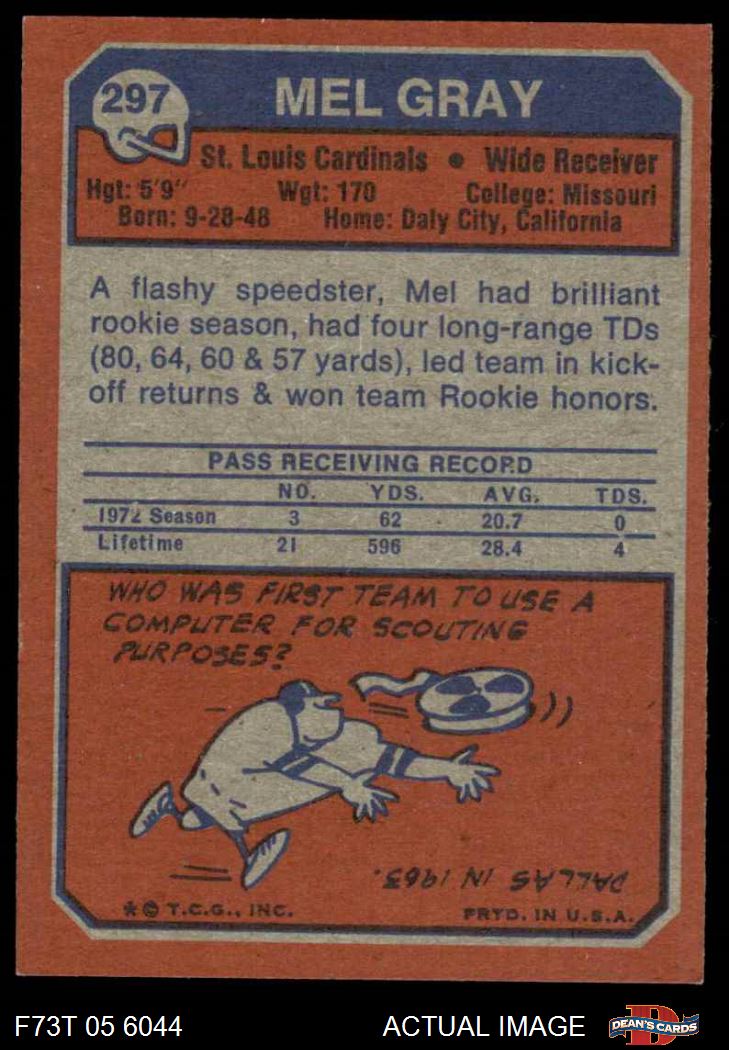 297
MEL GRAY
St. Louis Cardinals • Wide Receiver
Hgt: 5'9" Wgt: 170 College: Missouri
Born: 9-28-48 Home: Daly City, California
A flashy speedster, Mel had brilliant
rookie season, had four long-range TDs
(80, 64, 60 & 57 yards), led team in kick-
off returns & won team Rookie honors.
PASS RECEIVING RECORD
NO. YDS. AVG. TDS.
1972 Season 3 62 20.7 0
Lifetime 21 596 28.4 4
WHO WAS FIRST TEAM TO USE A
COMPUTER FOR SCOUTING
PURPOSES?
DALLAS IN 1963.
* © T.C.G., INC. PRTD. IN U.S.A.
F73T 05 6044 ACTUAL IMAGE D DEAN'S CARDS